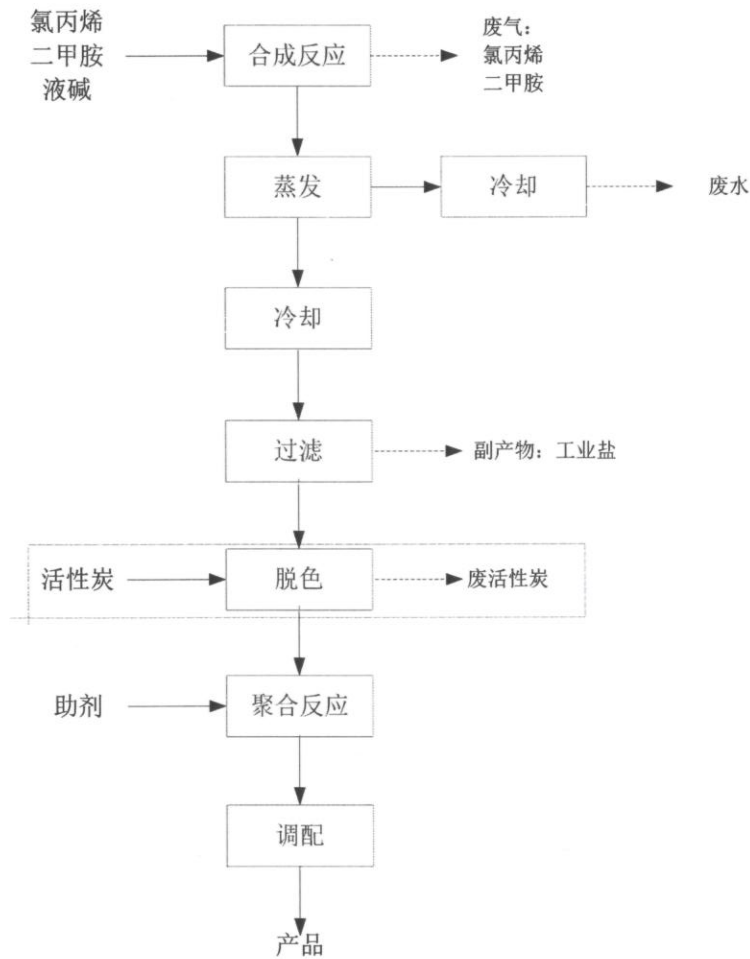 氯丙烯
二甲胺
液碱
合成反应
废气：
氯丙烯
二甲胺
蒸发
冷却
废水
冷却
过滤
副产物：工业盐
活性炭
脱色
废活性炭
助剂
聚合反应
调配
产品